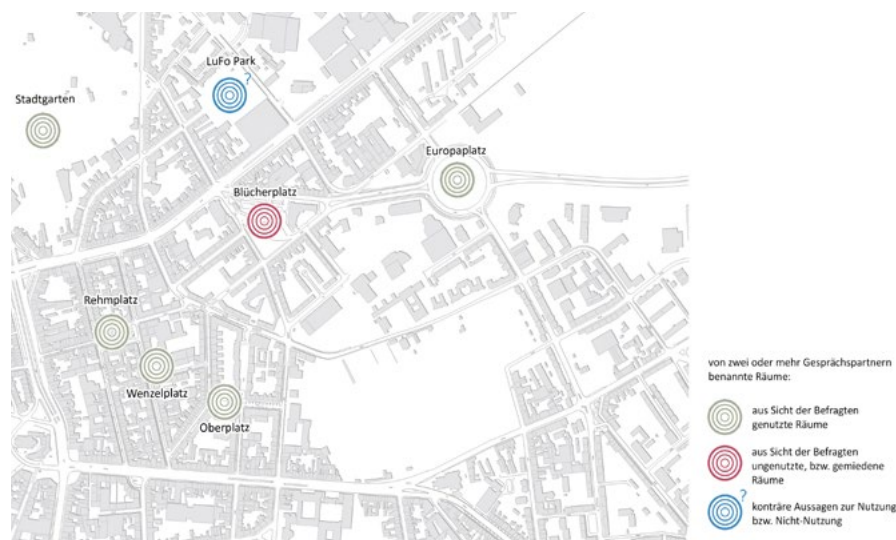 LuFo Park
?
Stadtgarten
Europaplatz
Blücherplatz
Rehmplatz
Wenzelplatz
Oberplatz
von zwei oder mehr Gesprächspartnern
benannte Räume:
aus Sicht der Befragten
genutzte Räume
aus Sicht der Befragten
ungenutzte, bzw. gemiedene
Räume
?
konträre Aussagen zur Nutzung
bzw. Nicht-Nutzung